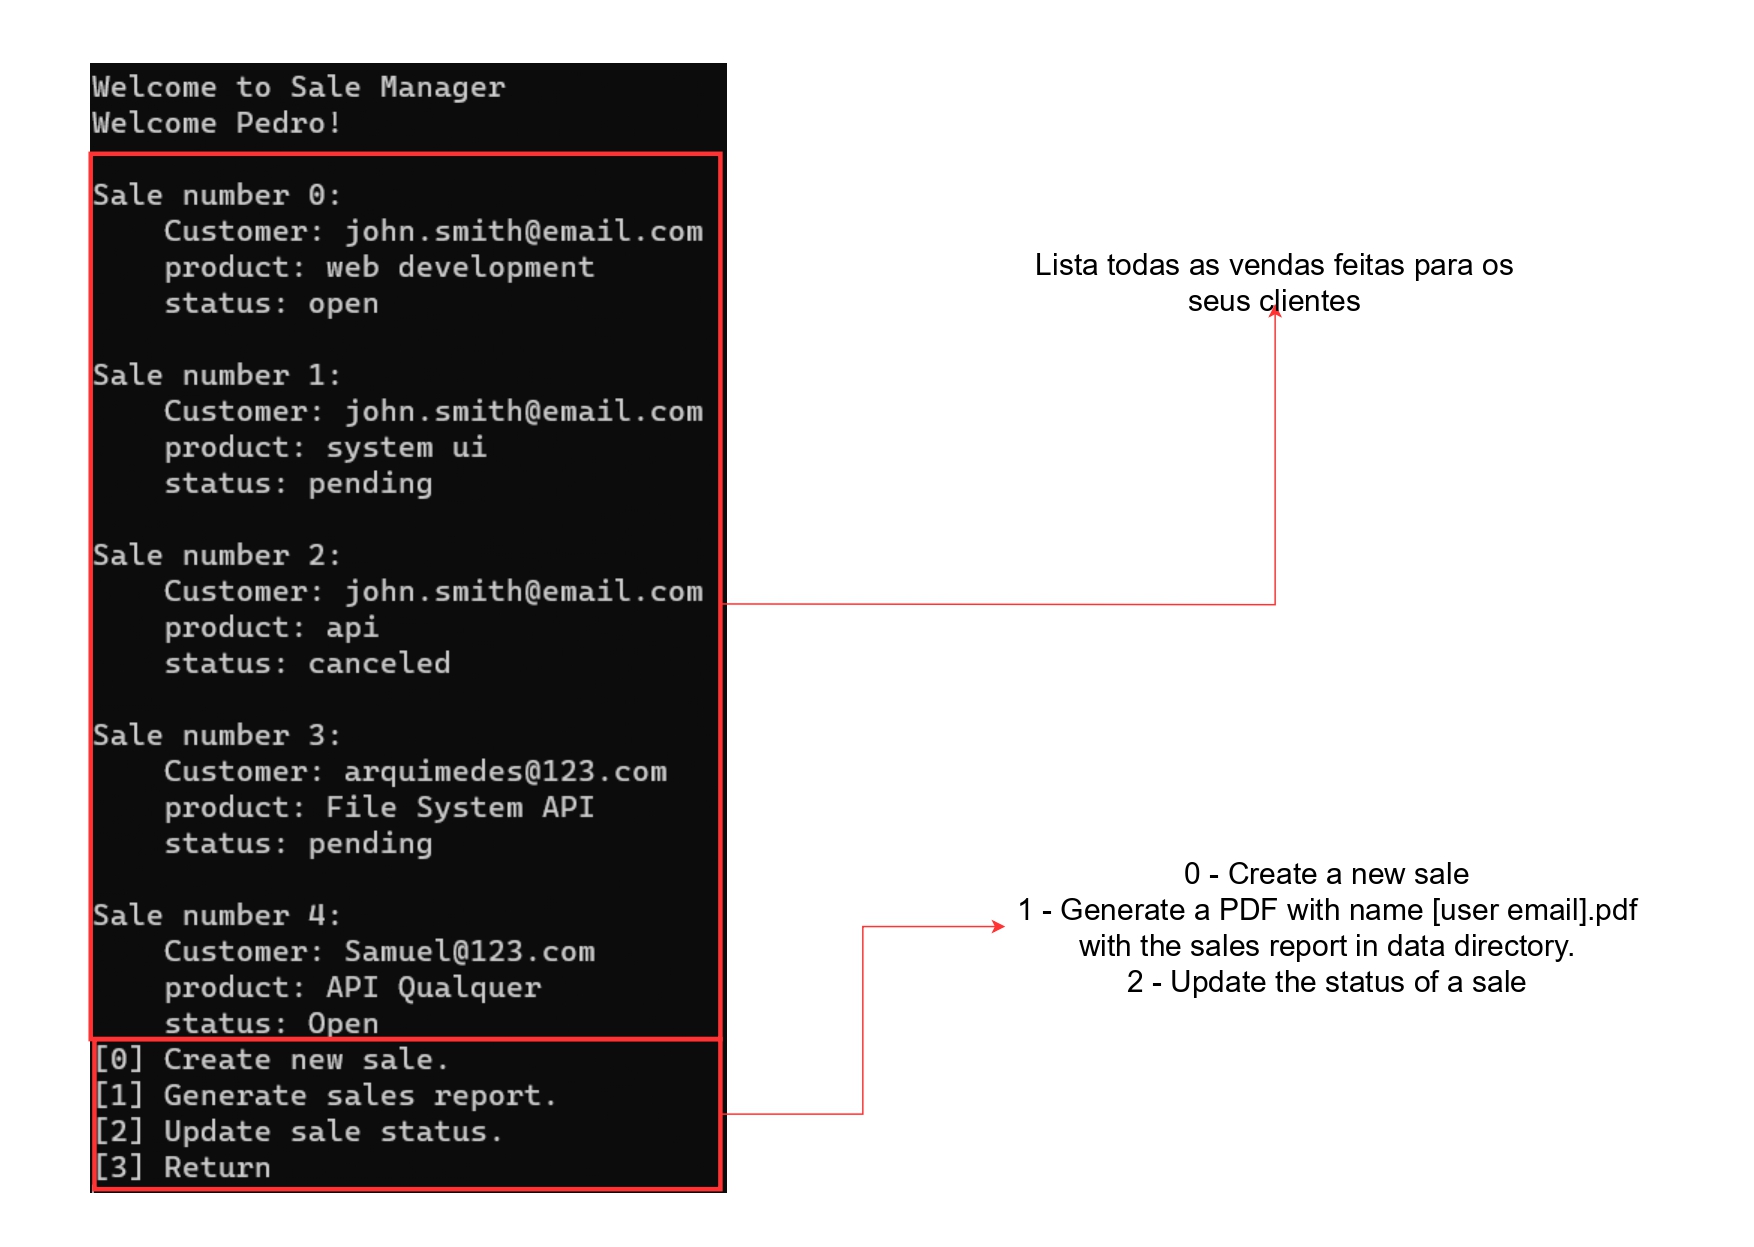 Welcome to Sale Manager
Welcome Pedro!
Sale number 0:
Customer: john.smith@email.com
product: web development
status: open
Sale number 1:
Customer: john.smith@email.com
product: system ui
status: pending
Sale number 2:
Customer: john.smith@email.com
product: api
status: canceled
Sale number 3:
Customer: arquimedes@123.com
product: File System API
status: pending
Sale number 4:
Customer: Samuel@123.com
product: API Qualquer
status: Open
[0] Create new sale.
[1] Generate sales report.
[2] Update sale status.
[3] Return
Lista todas as vendas feitas para os
seus clientes
0 - Create a new sale
1 - Generate a PDF with name [user email].pdf
with the sales report in data directory.
2 - Update the status of a sale